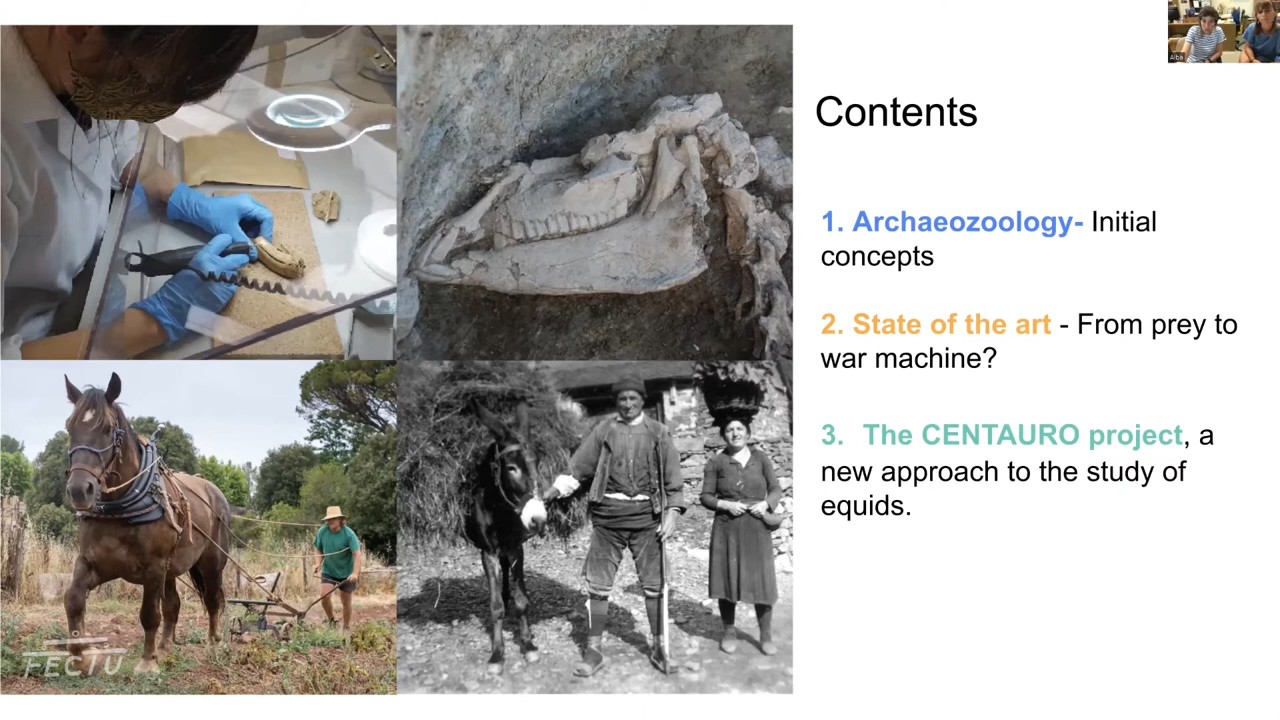 Alba
Contents
1. Archaeozoology- Initial
concepts
2. State of the art - From prey to
war machine?
3. The CENTAURO project, a
new approach to the study of
equids.
FECTU